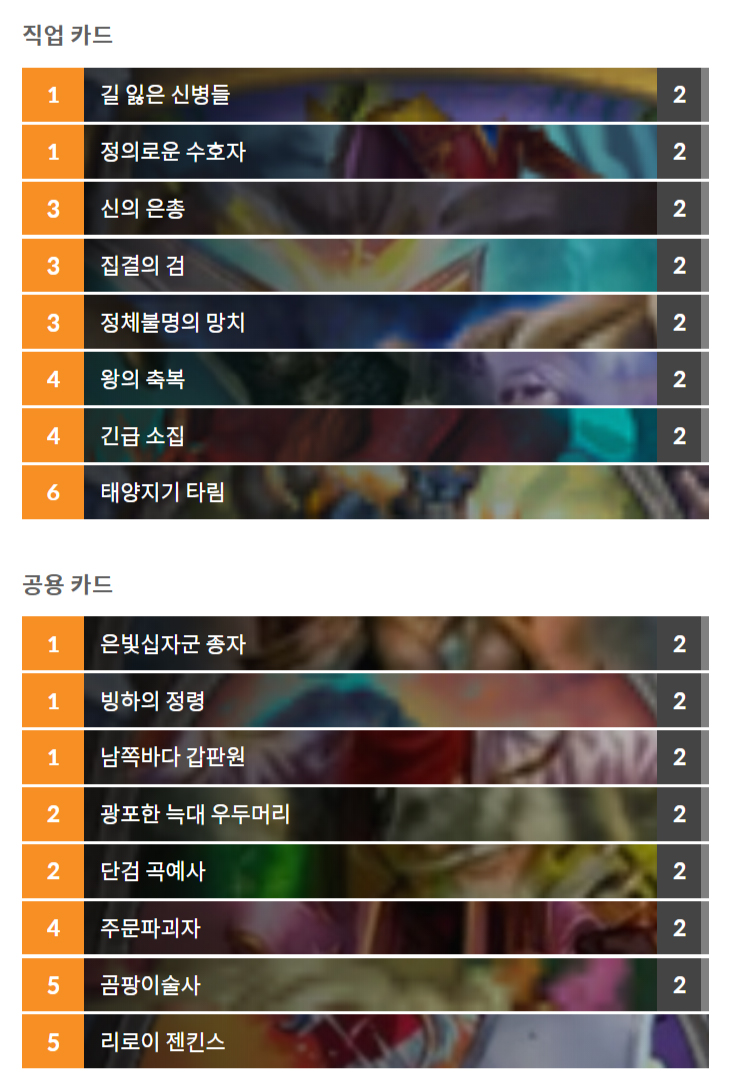 직업 카드
1 길 잃은 신병들 2
1 정의로운 수호자 2
3 신의 은총 2
3 집결의 검 2
3 정체불명의 망치 2
4 왕의 축복 2
4 긴급 소집 2
6 태양지기 타림
공용 카드
1 은빛십자군 종자 2
1 빙하의 정령 2
1 남쪽바다 갑판원 2
2 광포한 늑대 우두머리 2
2 단검 곡예사 2
4 주문파괴자 2
5 곰팡이술사 2
5 리로이 젠킨스